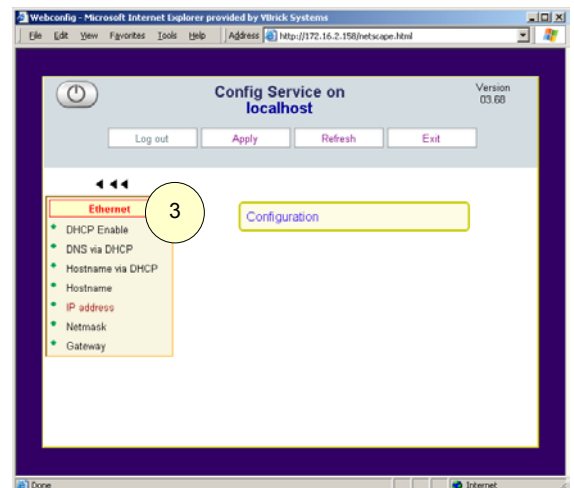 Webconfig - Microsoft Internet Explorer provided by VBrick Systems
File Edit View Favorites Tools Help Address http://172.16.2.158/netscape.html
Config Service on
localhost
Version
03.68
Log out Apply Refresh Exit
Ethernet
3
Configuration
DHCP Enable
DNS via DHCP
Hostname via DHCP
Hostname
IP address
Netmask
Gateway
Done Internet